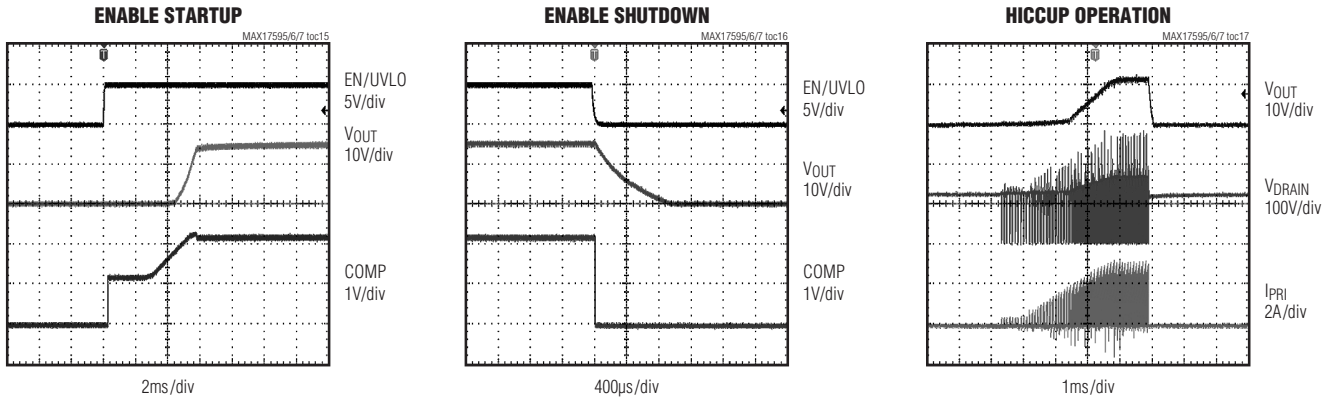 ENABLE STARTUP
MAX17595/6/7 toc15
T
EN/UVLO
5V/div
VOUT
10V/div
COMP
1V/div
2ms/div
ENABLE SHUTDOWN
MAX17595/6/7 toc16
T
EN/UVLO
5V/div
VOUT
10V/div
COMP
1V/div
400µs/div
HICCUP OPERATION
MAX17595/6/7 toc17
T
VOUT
10V/div
VDRAIN
100V/div
IPRI
2A/div
1ms/div